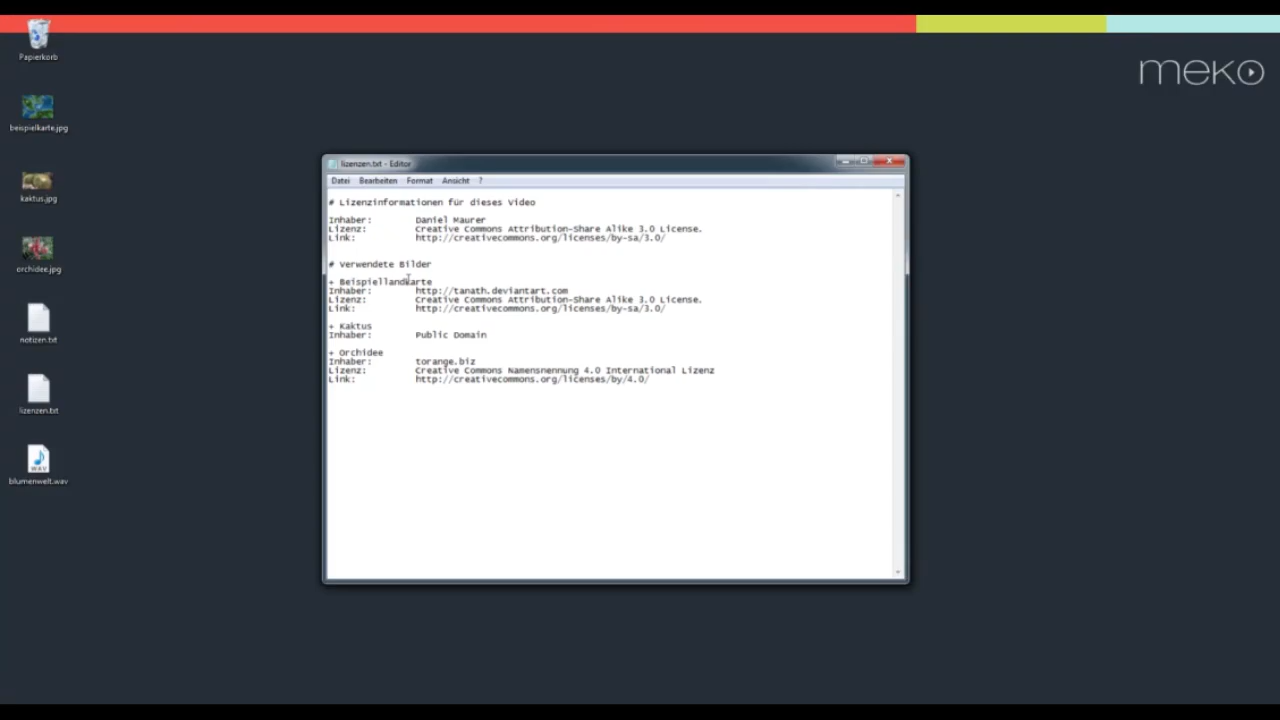 Papierkorb
beispielkarte.jpg
kaktus.jpg
orchidee.jpg
notizen.txt
lizenzen.txt
WAV
blumenwelt.wav
meko
lizenzen.txt - Editor
Datei Bearbeiten Format Ansicht ?
# Lizenzinformationen für dieses Video
Inhaber: Daniel Maurer
Lizenz: Creative Commons Attribution-Share Alike 3.0 License.
Link: http://creativecommons.org/licenses/by-sa/3.0/
# Verwendete Bilder
+ Beispiellandkarte
Inhaber: http://tanath.deviantart.com
Lizenz: Creative Commons Attribution-Share Alike 3.0 License.
Link: http://creativecommons.org/licenses/by-sa/3.0/
+ Kaktus
Inhaber: Public Domain
+ Orchidee
Inhaber: torange.biz
Lizenz: Creative Commons Namensnennung 4.0 International Lizenz
Link: http://creativecommons.org/licenses/by/4.0/